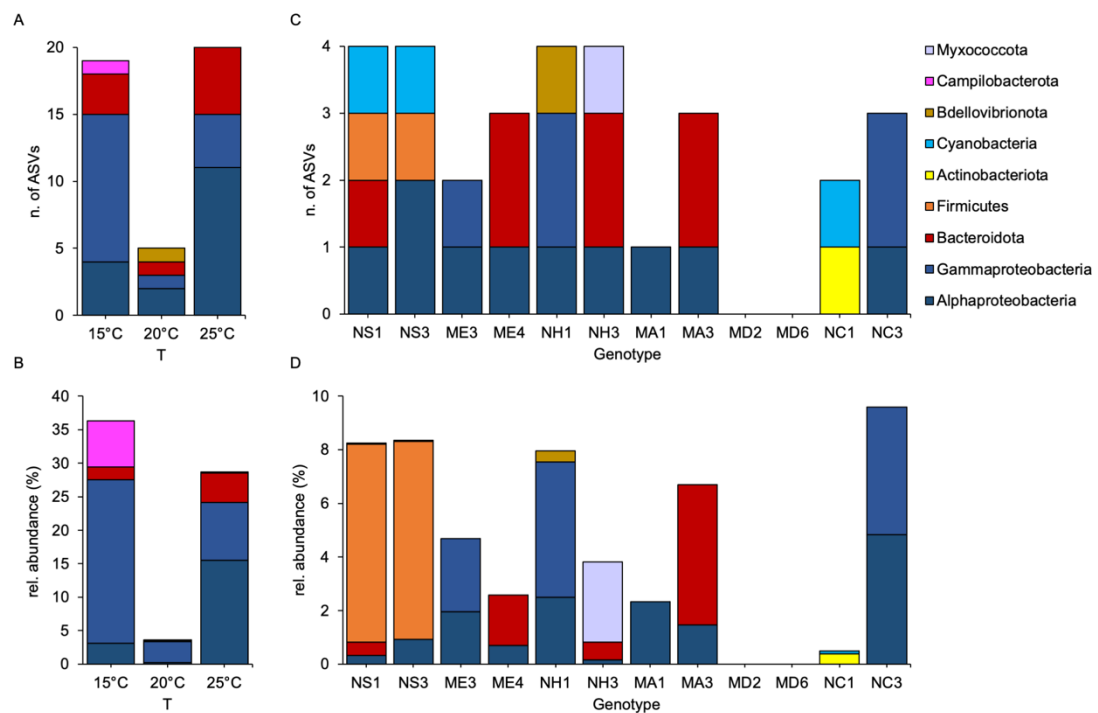 A
20
15
10
5
0
n. of ASVs
15°C 20°C 25°C
T
C
4
3
2
1
0
n. of ASVs
NS1 NS3 ME3 ME4 NH1 NH3 MA1 MA3 MD2 MD6 NC1 NC3
Genotype
Myxococcota
Campilobacterota
Bdellovibrionota
Cyanobacteria
Actinobacteriota
Firmicutes
Bacteroidota
Gammaproteobacteria
Alphaproteobacteria
B
40
35
30
25
20
15
10
5
0
rel. abundance (%)
15°C 20°C 25°C
T
D
10
8
6
4
2
0
rel. abundance (%)
NS1 NS3 ME3 ME4 NH1 NH3 MA1 MA3 MD2 MD6 NC1 NC3
Genotype